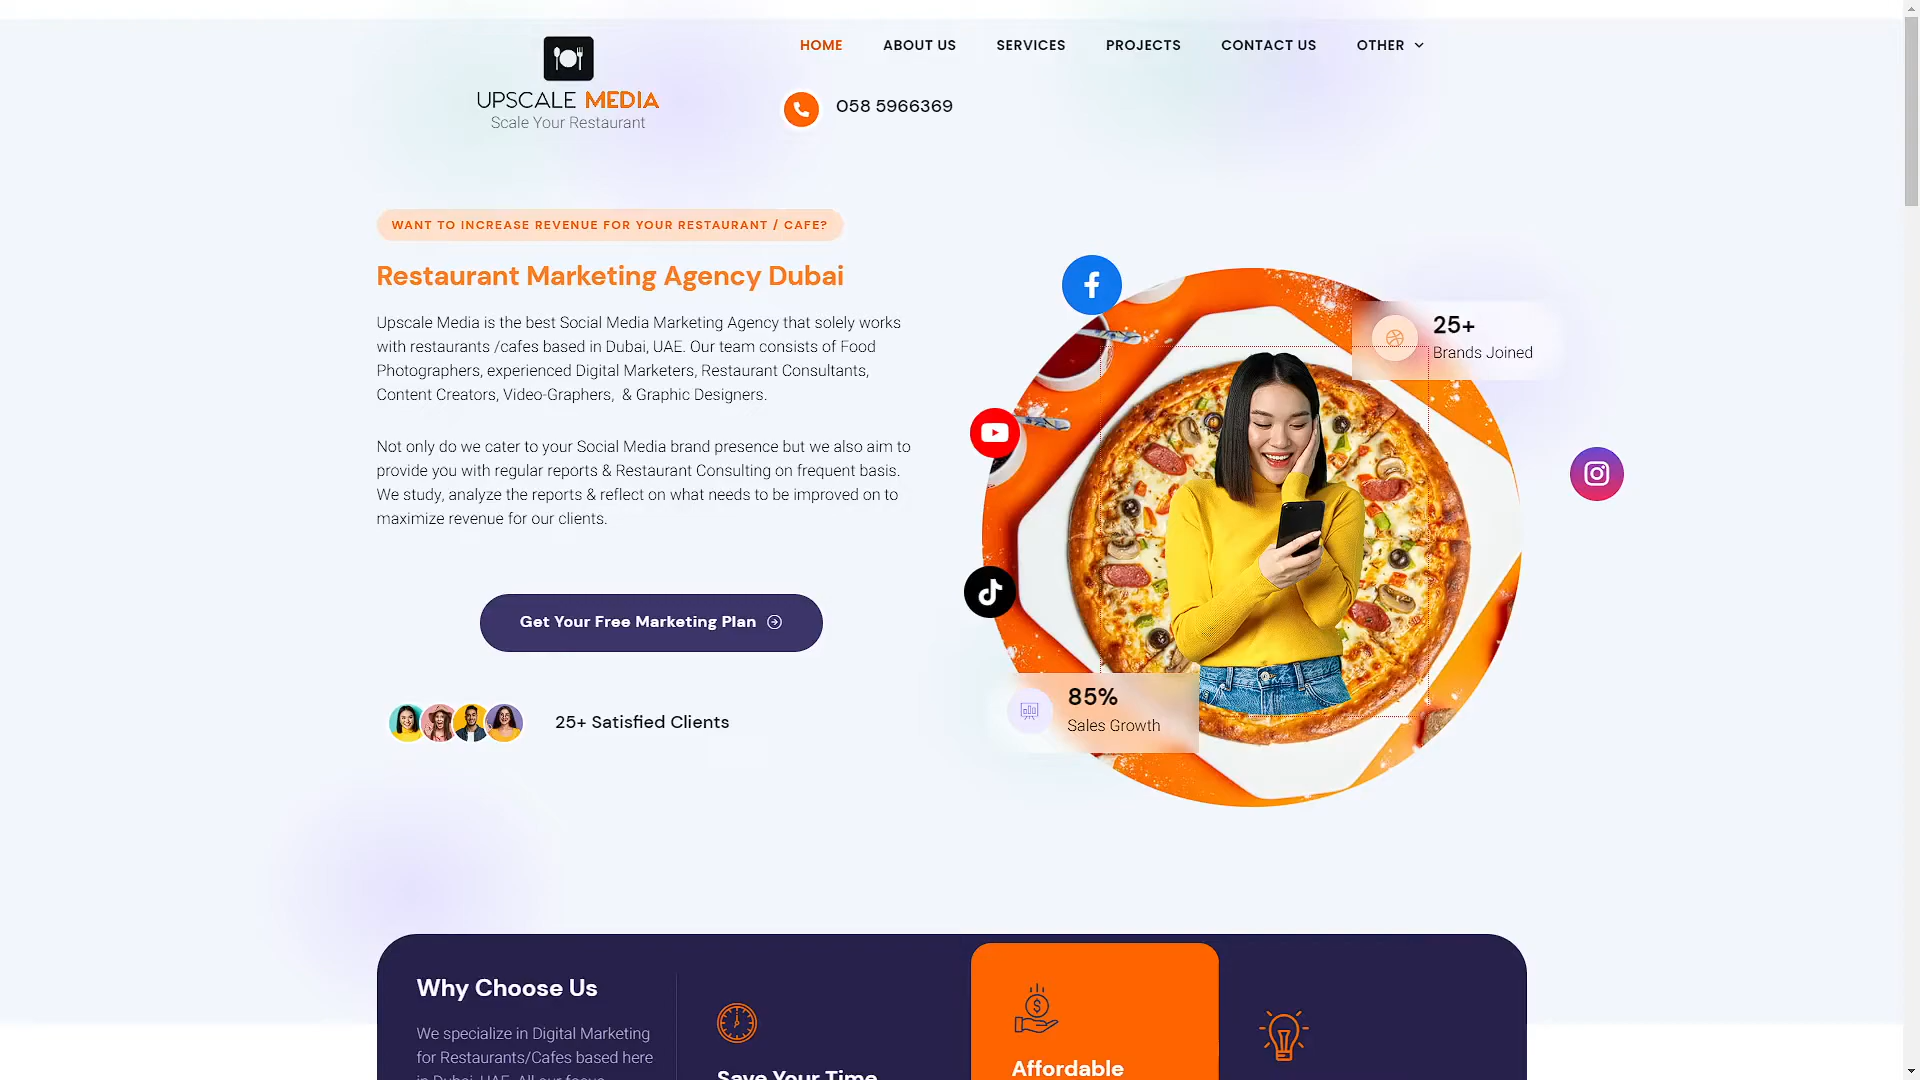 HOME
ABOUT US
SERVICES
PROJECTS
CONTACT US
OTHER
UPSCALE MEDIA
Scale Your Restaurant
058 5966369
WANT TO INCREASE REVENUE FOR YOUR RESTAURANT / CAFE?
Restaurant Marketing Agency Dubai
Upscale Media is the best Social Media Marketing Agency that solely works
with restaurants /cafes based in Dubai, UAE. Our team consists of Food
Photographers, experienced Digital Marketers, Restaurant Consultants,
Content Creators, Video-Graphers,  & Graphic Designers.
Not only do we cater to your Social Media brand presence but we also aim to
provide you with regular reports & Restaurant Consulting on frequent basis.
We study, analyze the reports & reflect on what needs to be improved on to
maximize revenue for our clients.
Get Your Free Marketing Plan
25+ Satisfied Clients
25+
Brands Joined
85%
Sales Growth
Why Choose Us
We specialize in Digital Marketing
for Restaurants/Cafes based here
in Dubai, UAE. All our focus
Save Your Time
Affordable